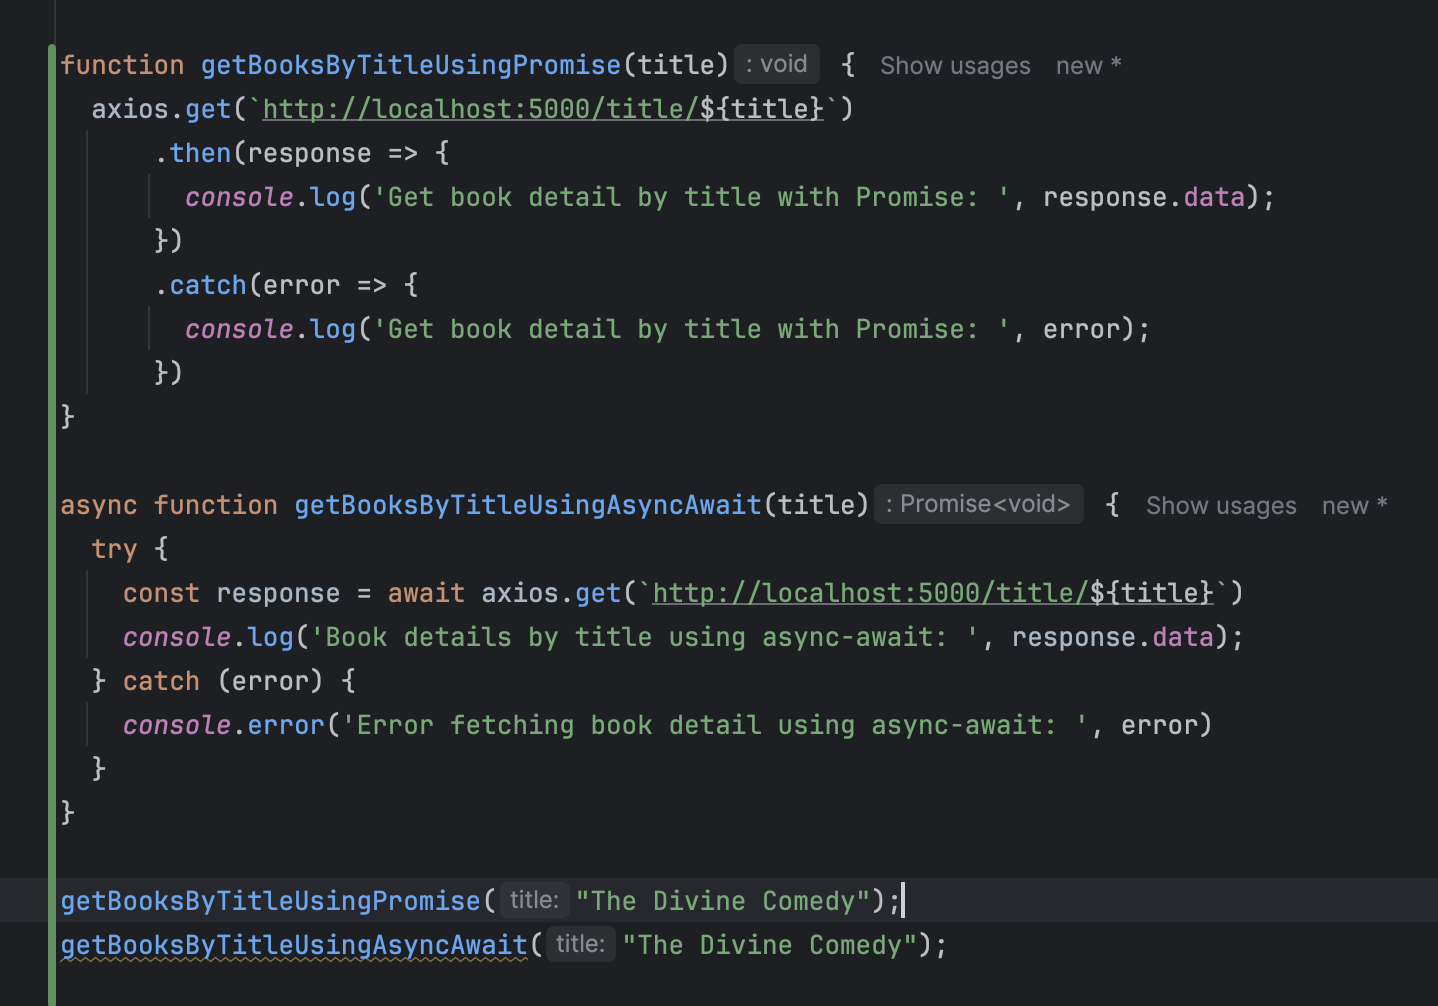 function getBooksByTitleUsingPromise(title) : void { Show usages new *
  axios.get(`http://localhost:5000/title/${title}`)
      .then(response => {
        console.log('Get book detail by title with Promise: ', response.data);
      })
      .catch(error => {
        console.log('Get book detail by title with Promise: ', error);
      })
}
async function getBooksByTitleUsingAsyncAwait(title) : Promise<void> { Show usages new *
  try {
    const response = await axios.get(`http://localhost:5000/title/${title}`)
    console.log('Book details by title using async-await: ', response.data);
  } catch (error) {
    console.error('Error fetching book detail using async-await: ', error)
  }
}
getBooksByTitleUsingPromise( title: "The Divine Comedy");
getBooksByTitleUsingAsyncAwait( title: "The Divine Comedy");